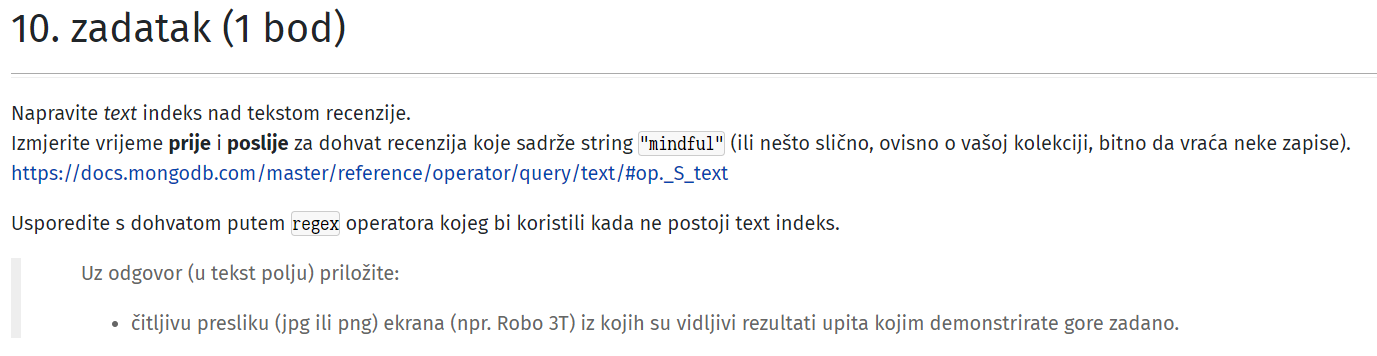 10. zadatak (1 bod)
Napravite text indeks nad tekstom recenzije.
Izmjerite vrijeme prije i poslije za dohvat recenzija koje sadrže string "mindful" (ili nešto slično, ovisno o vašoj kolekciji, bitno da vraća neke zapise).
https://docs.mongodb.com/master/reference/operator/query/text/#op._S_text
Usporedite s dohvatom putem regex operatora kojeg bi koristili kada ne postoji text indeks.
Uz odgovor (u tekst polju) priložite:
• čitljivu presliku (jpg ili png) ekrana (npr. Robo 3T) iz kojih su vidljivi rezultati upita kojim demonstrirate gore zadano.